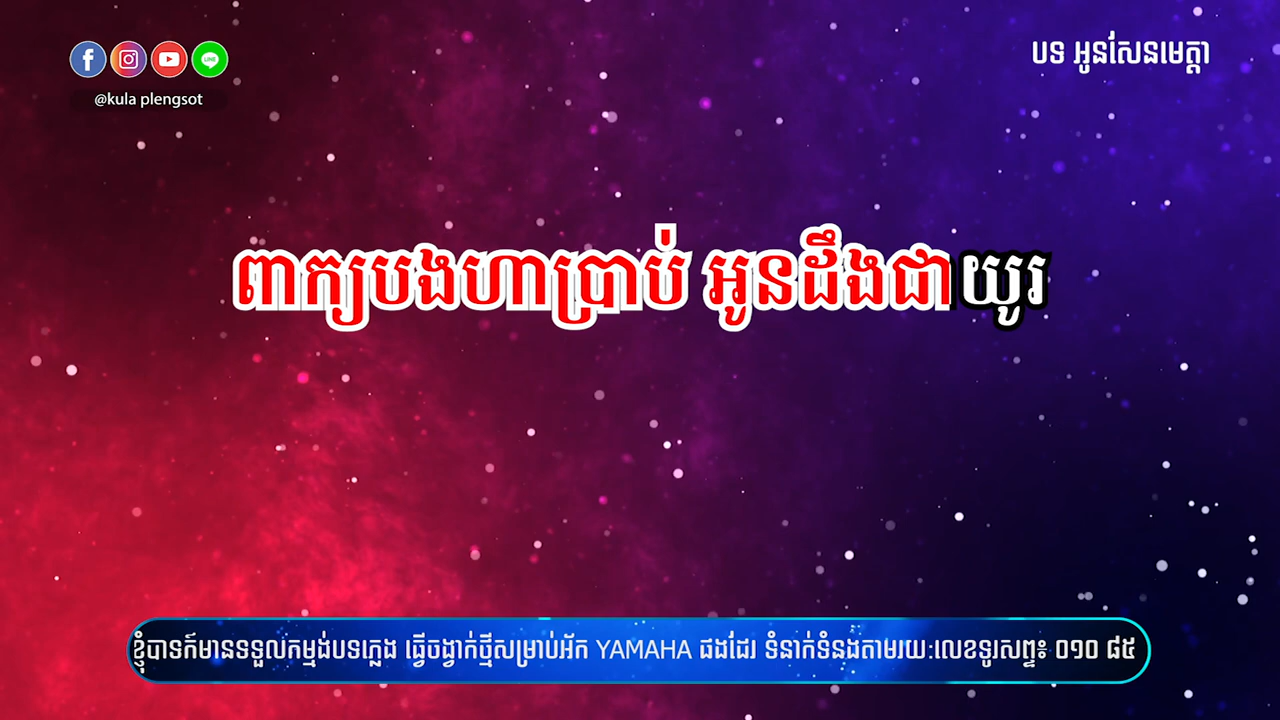 បទ អូនសែនមេត្តា
@kula plengsot
ពាក្យបងហាប្រាប់ អូនដឹងជាយូរ
ខ្ញុំបាទក៍មានទទួលកម្មង់បទភ្លេង ធ្វើចង្វាក់ថ្មីសម្រាប់អ័ក YAMAHA ផងដែរ ទំនាក់ទំនងតាមរយៈលេខទូរសព្ទ៖ ០១០ ៨៥